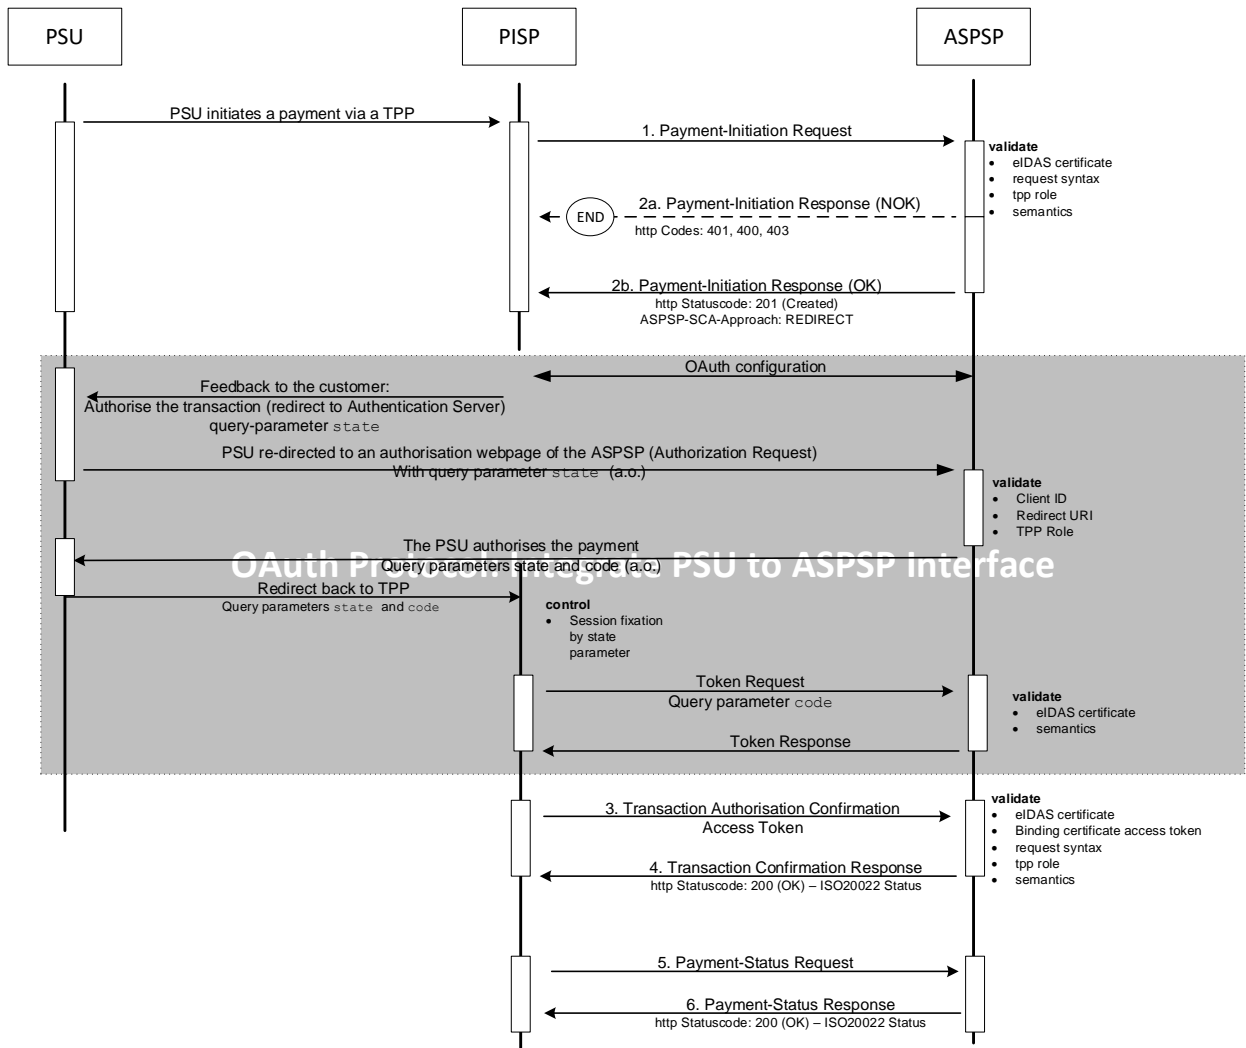 PSU
PISP
ASPSP
PSU initiates a payment via a TPP
1. Payment-Initiation Request
validate
• eIDAS certificate
• request syntax
• tpp role
• semantics
2a. Payment-Initiation Response (NOK)
END
http Codes: 401, 400, 403
2b. Payment-Initiation Response (OK)
http Statuscode: 201 (Created)
ASPSP-SCA-Approach: REDIRECT
OAuth configuration
Feedback to the customer:
Authorise the transaction (redirect to Authentication Server)
query-parameter state
PSU re-directed to an authorisation webpage of the ASPSP (Authorization Request)
With query parameter state (a.o.)
validate
• Client ID
• Redirect URI
• TPP Role
The PSU authorises the payment
OAuth Protocol: Integrate PSU to ASPSP Interface
Query parameters state and code (a.o.)
Redirect back to TPP
Query parameters state and code
control
• Session fixation
by state
parameter
Token Request
Query parameter code
validate
• eIDAS certificate
• semantics
Token Response
3. Transaction Authorisation Confirmation
Access Token
validate
• eIDAS certificate
• Binding certificate access token
• request syntax
• tpp role
• semantics
4. Transaction Confirmation Response
http Statuscode: 200 (OK) – ISO20022 Status
5. Payment-Status Request
6. Payment-Status Response
http Statuscode: 200 (OK) – ISO20022 Status